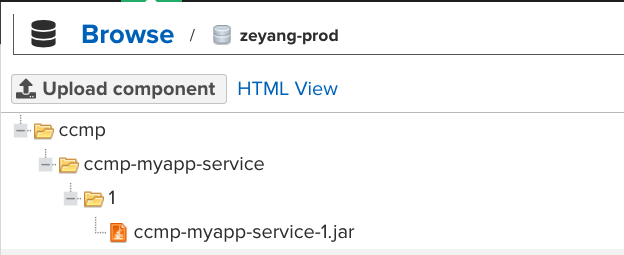 Browse / zeyang-prod
Upload component HTML View
ccmp
ccmp-myapp-service
1
ccmp-myapp-service-1.jar